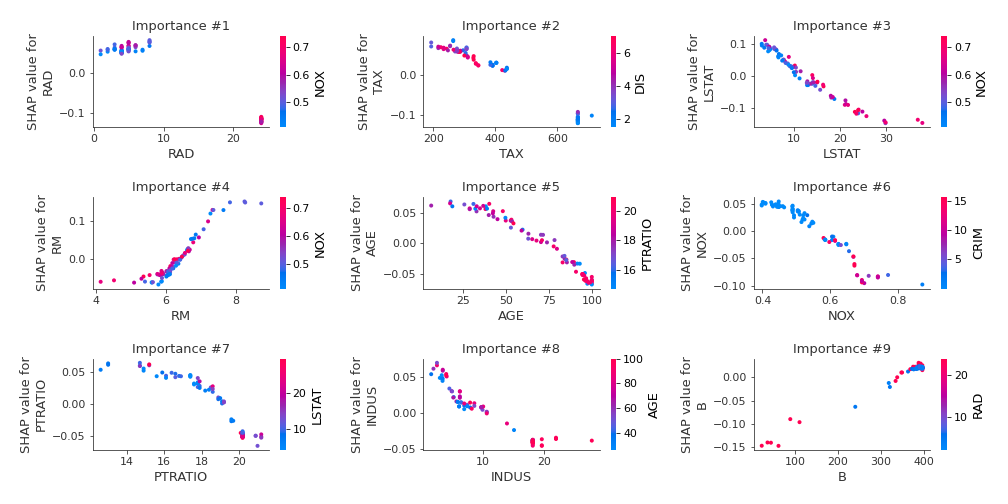 Importance #1
SHAP value for
RAD
0.0
−0.1
0
10
20
RAD
0.7
0.6
0.5
NOX
Importance #2
SHAP value for
TAX
0.0
−0.1
200
400
600
TAX
6
4
2
DIS
Importance #3
SHAP value for
LSTAT
0.1
0.0
−0.1
10
20
30
LSTAT
0.7
0.6
0.5
NOX
Importance #4
SHAP value for
RM
0.1
0.0
4
6
8
RM
0.7
0.6
0.5
NOX
Importance #5
SHAP value for
AGE
0.05
0.00
−0.05
25
50
75
100
AGE
20
18
16
PTRATIO
Importance #6
SHAP value for
NOX
0.05
0.00
−0.05
−0.10
0.4
0.6
0.8
NOX
15
10
5
CRIM
Importance #7
SHAP value for
PTRATIO
0.05
0.00
−0.05
14
16
18
20
PTRATIO
20
10
LSTAT
Importance #8
SHAP value for
INDUS
0.05
0.00
−0.05
10
20
INDUS
100
80
60
40
AGE
Importance #9
SHAP value for
B
0.00
−0.05
−0.10
−0.15
100
200
300
400
B
20
10
RAD